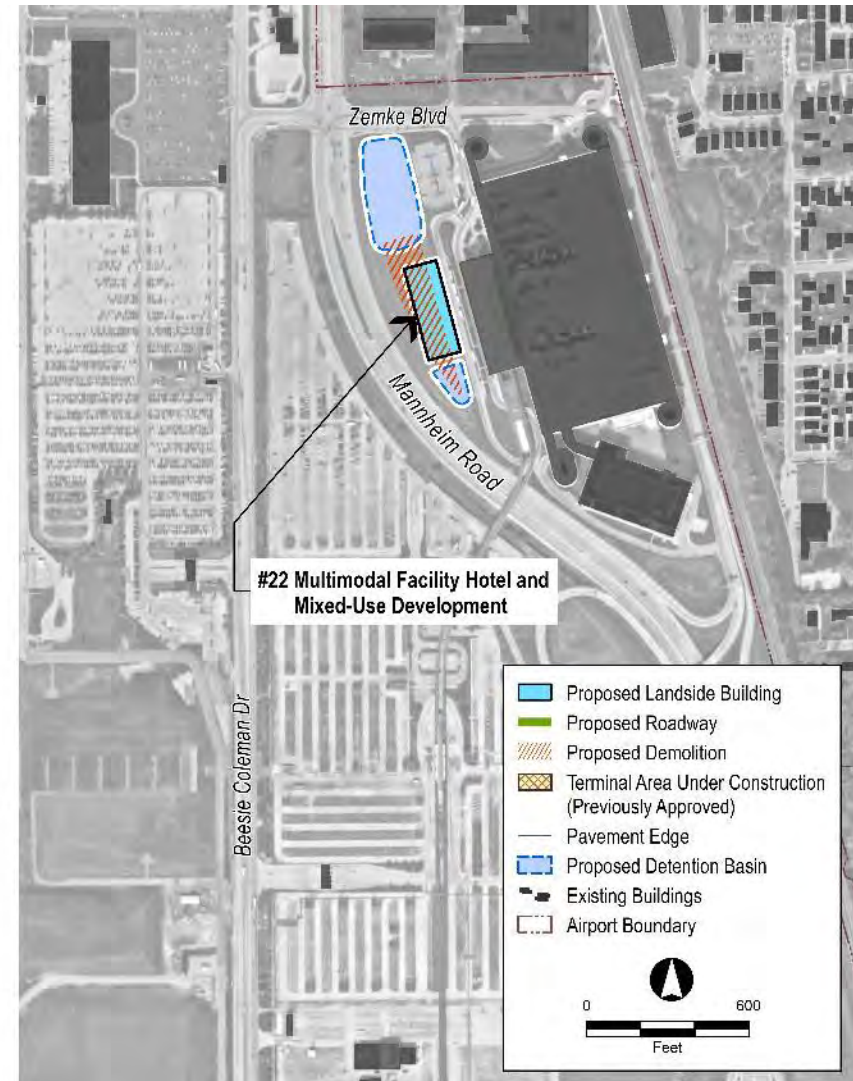 Zemke Blvd
Mannheim Road
#22 Multimodal Facility Hotel and
Mixed-Use Development
Beesie Coleman Dr
Proposed Landside Building
Proposed Roadway
Proposed Demolition
Terminal Area Under Construction
(Previously Approved)
Pavement Edge
Proposed Detention Basin
Existing Buildings
Airport Boundary
0 600
Feet